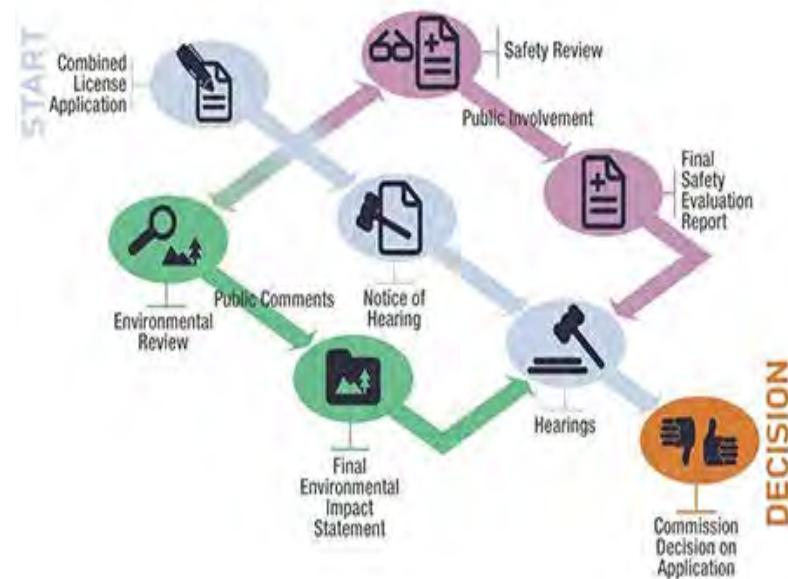 START
Combined
License
Application
Safety Review
Public Involvement
Final
Safety
Evaluation
Report
Notice of
Hearing
Public Comments
Environmental
Review
Final
Environmental
Impact
Statement
Hearings
DECISION
Commission
Decision on
Application